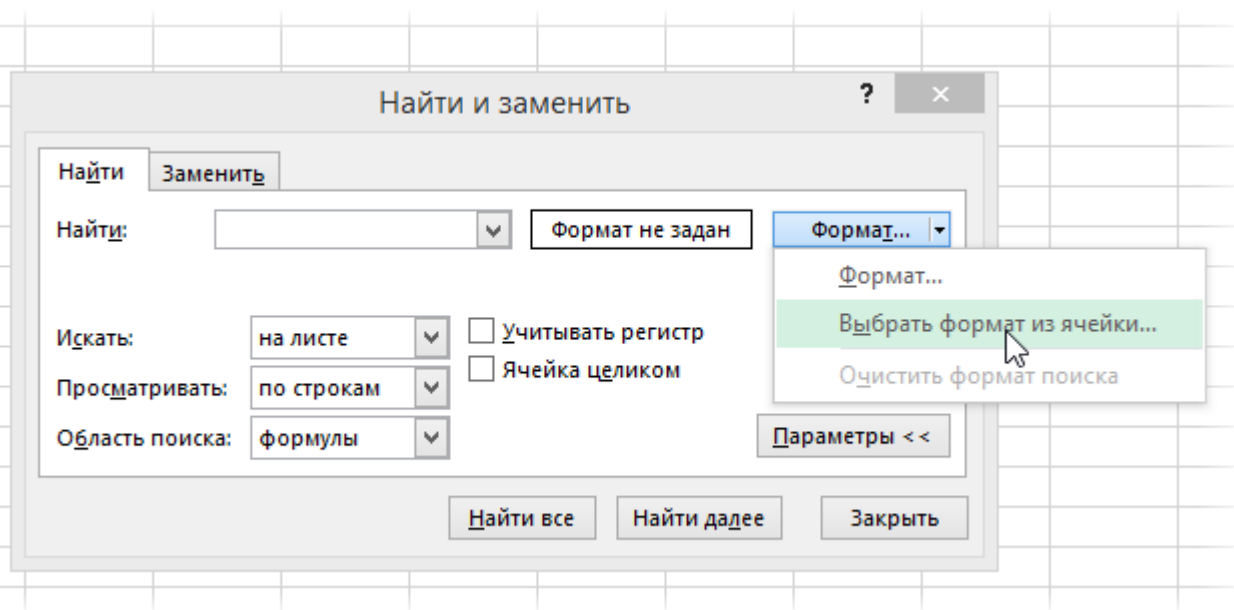 Найти и заменить ?
Найти Заменить
Найти: Формат не задан Формат...
Формат...
Выбрать формат из ячейки...
Очистить формат поиска
Искать: на листе Учитывать регистр
Ячейка целиком
Просматривать: по строкам
Область поиска: формулы Параметры <<
Найти все Найти далее Закрыть